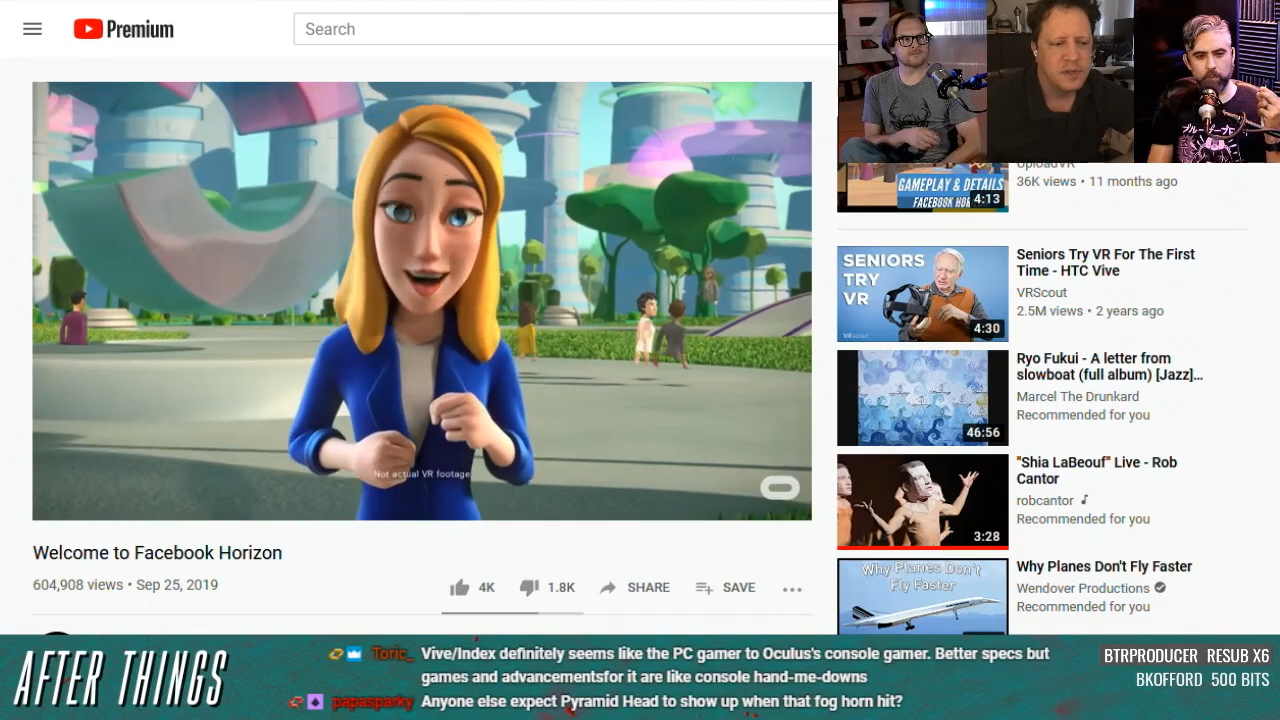 Premium
Search
Not actual VR footage
Welcome to Facebook Horizon
604,908 views • Sep 25, 2019
4K
1.8K
SHARE
SAVE
UploadVR
36K views • 11 months ago
GAMEPLAY & DETAILS
4:13
SENIORS
TRY
VR
4:30
Seniors Try VR For The First
Time - HTC Vive
VRScout
2.5M views • 2 years ago
46:56
Ryo Fukui - A letter from
slowboat (full album) [Jazz]...
Marcel The Drunkard
Recommended for you
3:28
"Shia LaBeouf" Live - Rob
Cantor
robcantor
Recommended for you
Why Planes Don't
Fly Faster
Why Planes Don't Fly Faster
Wendover Productions
Recommended for you
AFTER THINGS
Toric_ Vive/Index definitely seems like the PC gamer to Oculus's console gamer. Better specs but
games and advancementsfor it are like console hand-me-downs
papasparky Anyone else expect Pyramid Head to show up when that fog horn hit?
BTRPRODUCER RESUB X6
BKOFFORD 500 BITS